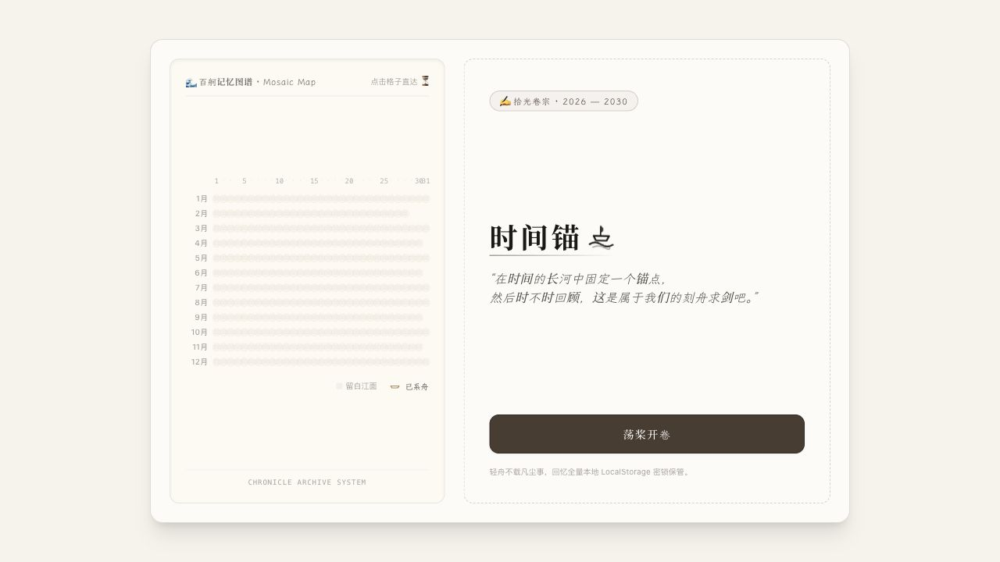 百舸记忆图谱 · Mosaic Map
点击格子直达
1 · · 5 · · · 10 · · 15 · · 20 · · 25 · · · 30 31
1月
2月
3月
4月
5月
6月
7月
8月
9月
10月
11月
12月
留白江面 已系舟
CHRONICLE ARCHIVE SYSTEM
拾光卷宗 · 2026 — 2030
时间锚
“在时间的长河中固定一个锚点，
然后时不时回顾，这是属于我们的刻舟求剑吧。”
荡桨开卷
轻舟不载凡尘事，回忆全量本地 LocalStorage 密锁保管。